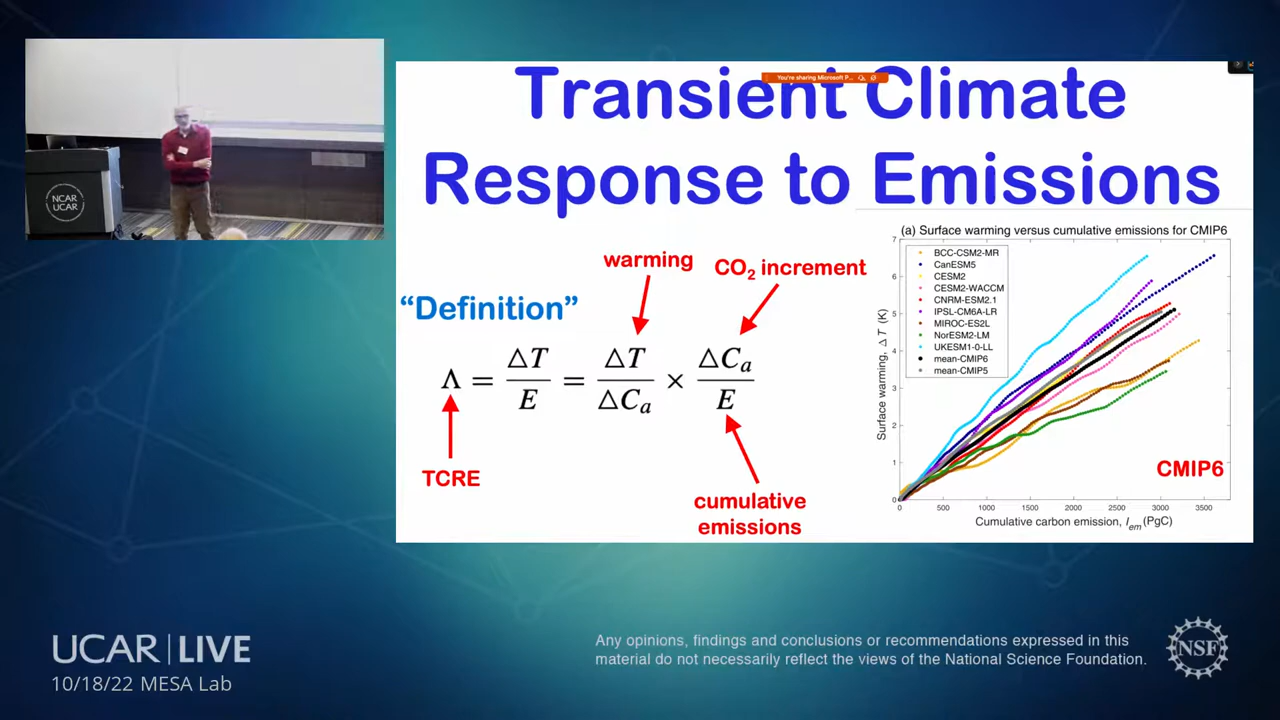 NCAR
UCAR
You're sharing Microsoft P...
Transient Climate
Response to Emissions
warming
CO₂ increment
"Definition"
Λ = ΔT/E = ΔT/ΔCₐ × ΔCₐ/E
TCRE
cumulative
emissions
(a) Surface warming versus cumulative emissions for CMIP6
BCC-CSM2-MR
CanESM5
CESM2
CESM2-WACCM
CNRM-ESM2.1
IPSL-CM6A-LR
MIROC-ES2L
NorESM2-LM
UKESM1-0-LL
mean-CMIP6
mean-CMIP5
Surface warming, ΔT (K)
7
6
5
4
3
2
1
0
0 500 1000 1500 2000 2500 3000 3500
Cumulative carbon emission, Iem (PgC)
CMIP6
UCAR | LIVE
10/18/22 MESA Lab
Any opinions, findings and conclusions or recommendations expressed in this
material do not necessarily reflect the views of the National Science Foundation.
NSF